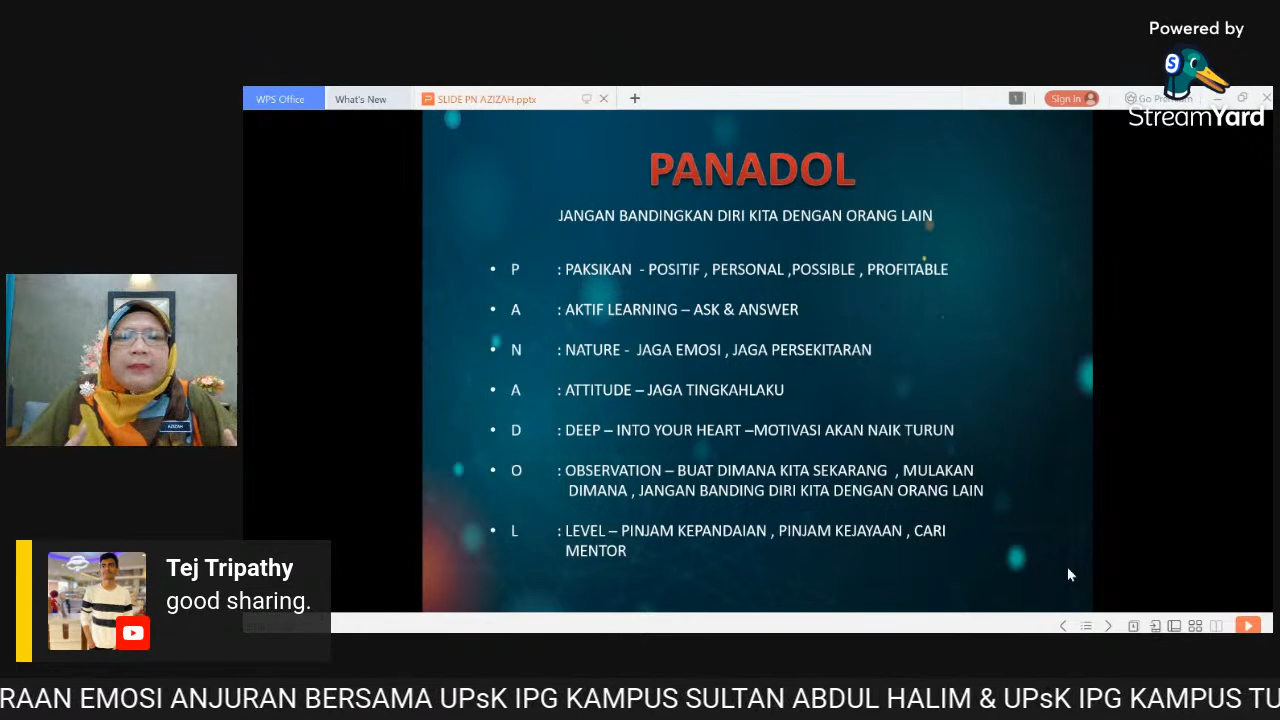 Powered by
StreamYard
WPS Office
What's New
SLIDE PN AZIZAH.pptx
1
Sign in
Go Premium
PANADOL
JANGAN BANDINGKAN DIRI KITA DENGAN ORANG LAIN
• P : PAKSIKAN - POSITIF , PERSONAL ,POSSIBLE , PROFITABLE
• A : AKTIF LEARNING – ASK & ANSWER
• N : NATURE - JAGA EMOSI , JAGA PERSEKITARAN
• A : ATTITUDE – JAGA TINGKAHLAKU
• D : DEEP – INTO YOUR HEART –MOTIVASI AKAN NAIK TURUN
• O : OBSERVATION – BUAT DIMANA KITA SEKARANG , MULAKAN
DIMANA , JANGAN BANDING DIRI KITA DENGAN ORANG LAIN
• L : LEVEL – PINJAM KEPANDAIAN , PINJAM KEJAYAAN , CARI
MENTOR
AZIZAH
Tej Tripathy
good sharing.
RAAN EMOSI ANJURAN BERSAMA UPsK IPG KAMPUS SULTAN ABDUL HALIM & UPsK IPG KAMPUS TU